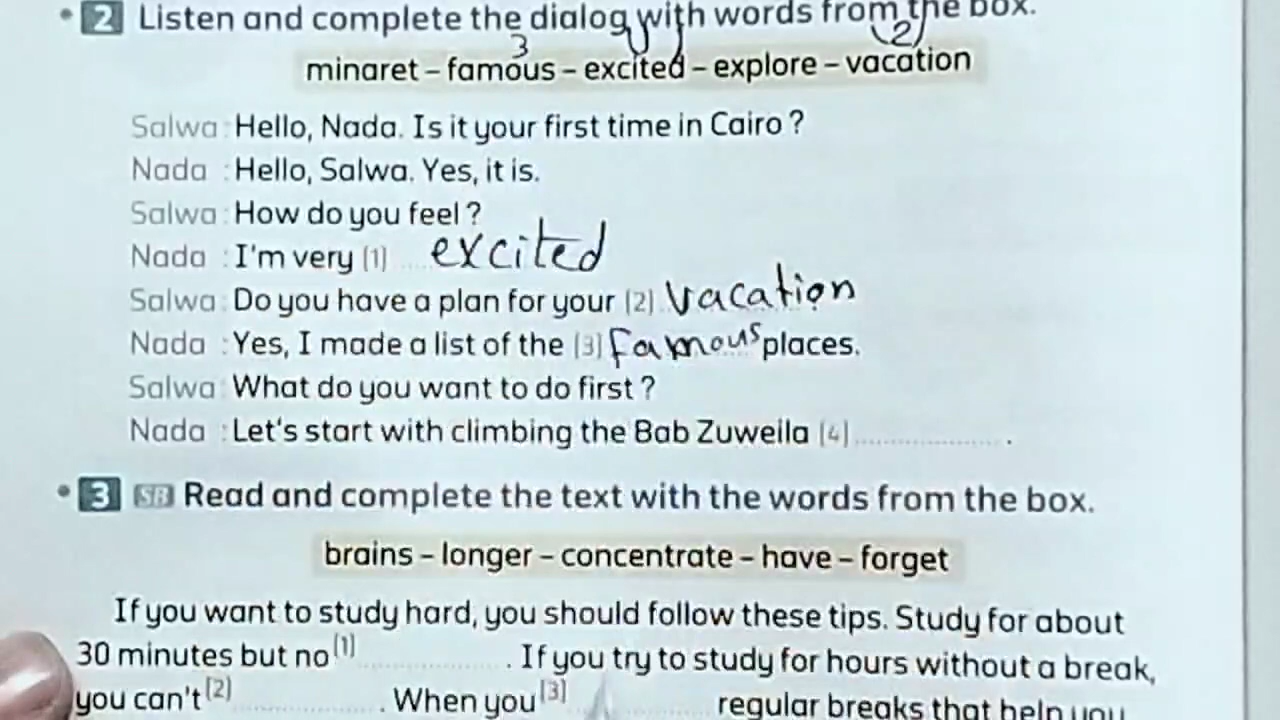 2 Listen and complete the dialog with words from the box.
3 (2)
minaret – famous – excited – explore – vacation
Salwa : Hello, Nada. Is it your first time in Cairo ?
Nada : Hello, Salwa. Yes, it is.
Salwa : How do you feel ?
Nada : I'm very (1) excited
Salwa : Do you have a plan for your (2) vacation
Nada : Yes, I made a list of the (3) famous places.
Salwa : What do you want to do first ?
Nada : Let's start with climbing the Bab Zuweila (4) .................... .
3 SB Read and complete the text with the words from the box.
brains – longer – concentrate – have – forget
If you want to study hard, you should follow these tips. Study for about
30 minutes but no (1) .................... . If you try to study for hours without a break,
you can't (2) .................... . When you (3) .................... regular breaks that help you